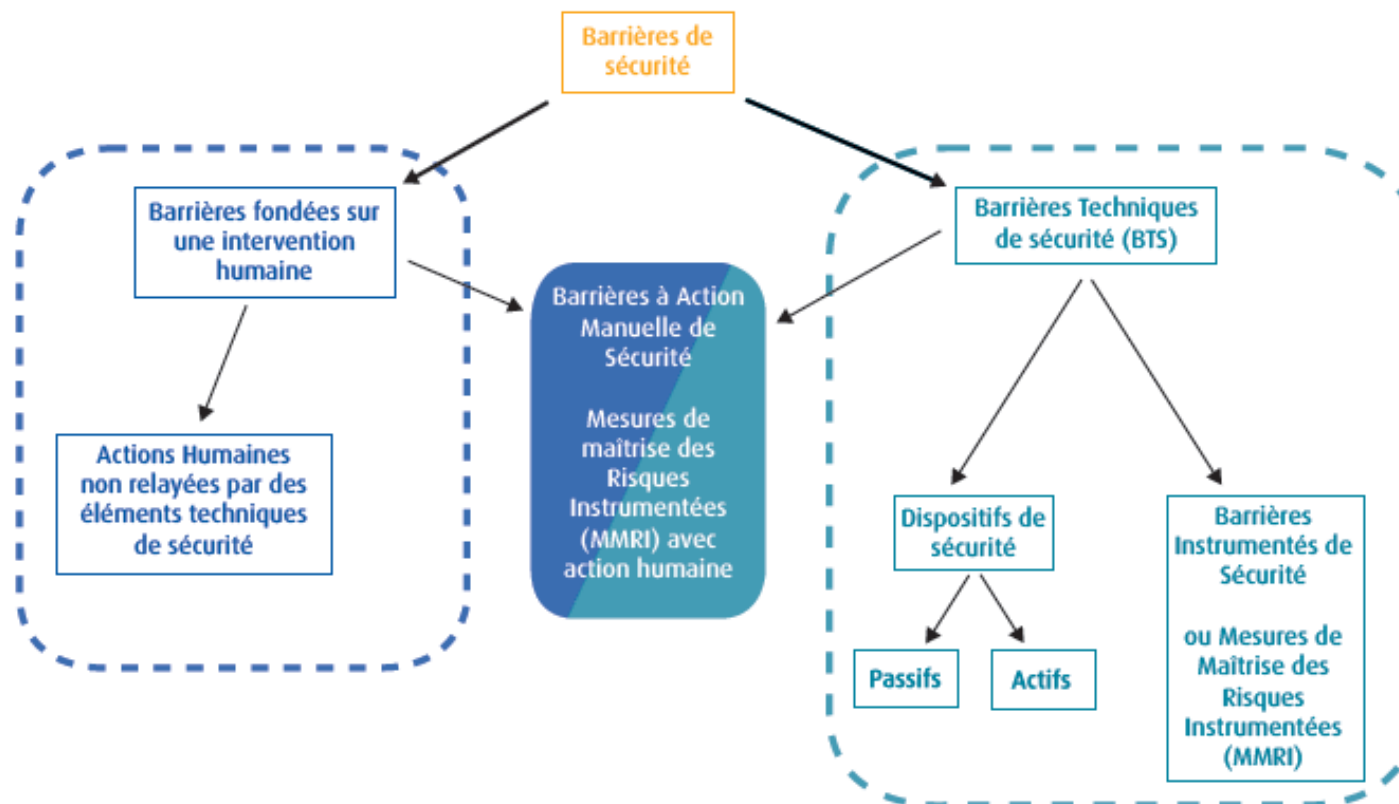 Barrières de
sécurité
Barrières fondées sur
une intervention
humaine
Barrières Techniques
de sécurité (BTS)
Barrières à Action
Manuelle de
Sécurité
Mesures de
maîtrise des
Risques
Instrumentées
(MMRI) avec
action humaine
Actions Humaines
non relayées par des
éléments techniques
de sécurité
Dispositifs de
sécurité
Passifs
Actifs
Barrières
Instrumentés de
Sécurité
ou Mesures de
Maîtrise des
Risques
Instrumentées
(MMRI)